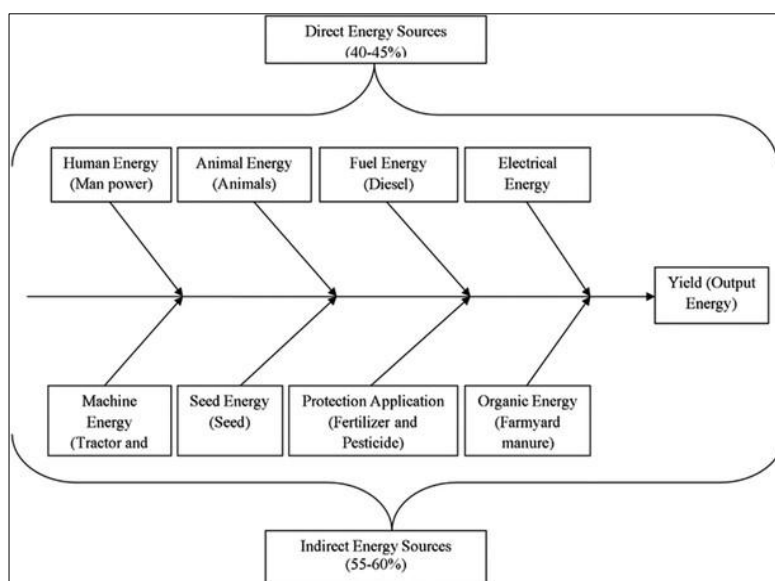 Direct Energy Sources
(40-45%)
Human Energy
(Man power)
Animal Energy
(Animals)
Fuel Energy
(Diesel)
Electrical
Energy
Yield (Output
Energy)
Machine
Energy
(Tractor and
Seed Energy
(Seed)
Protection Application
(Fertilizer and
Pesticide)
Organic Energy
(Farmyard
manure)
Indirect Energy Sources
(55-60%)